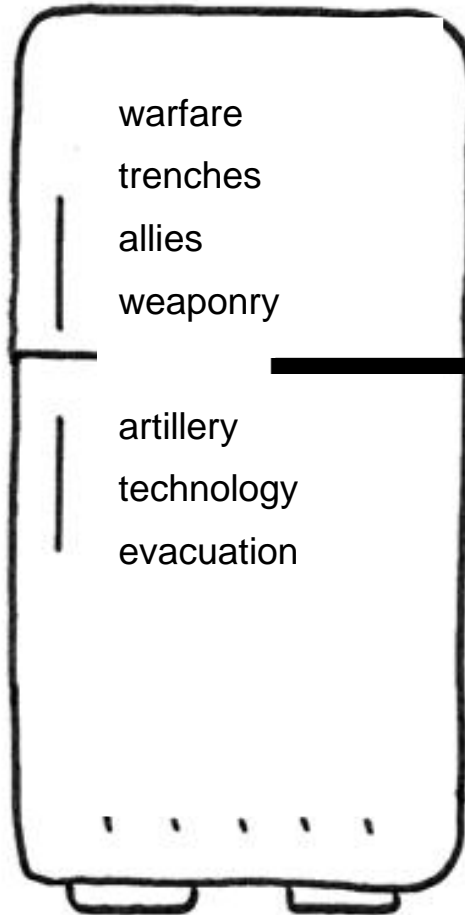 warfare
trenches
allies
weaponry
artillery
technology
evacuation